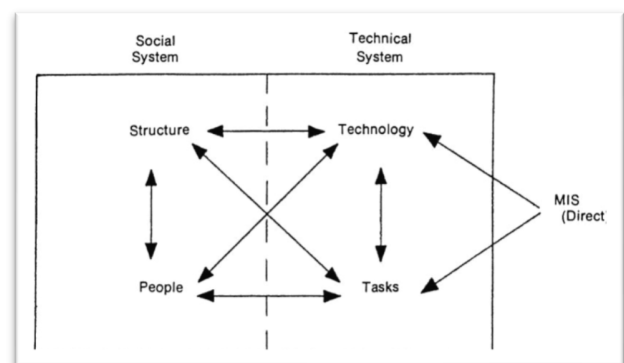 Social
System
Technical
System
Structure
Technology
MIS
(Direct
People
Tasks